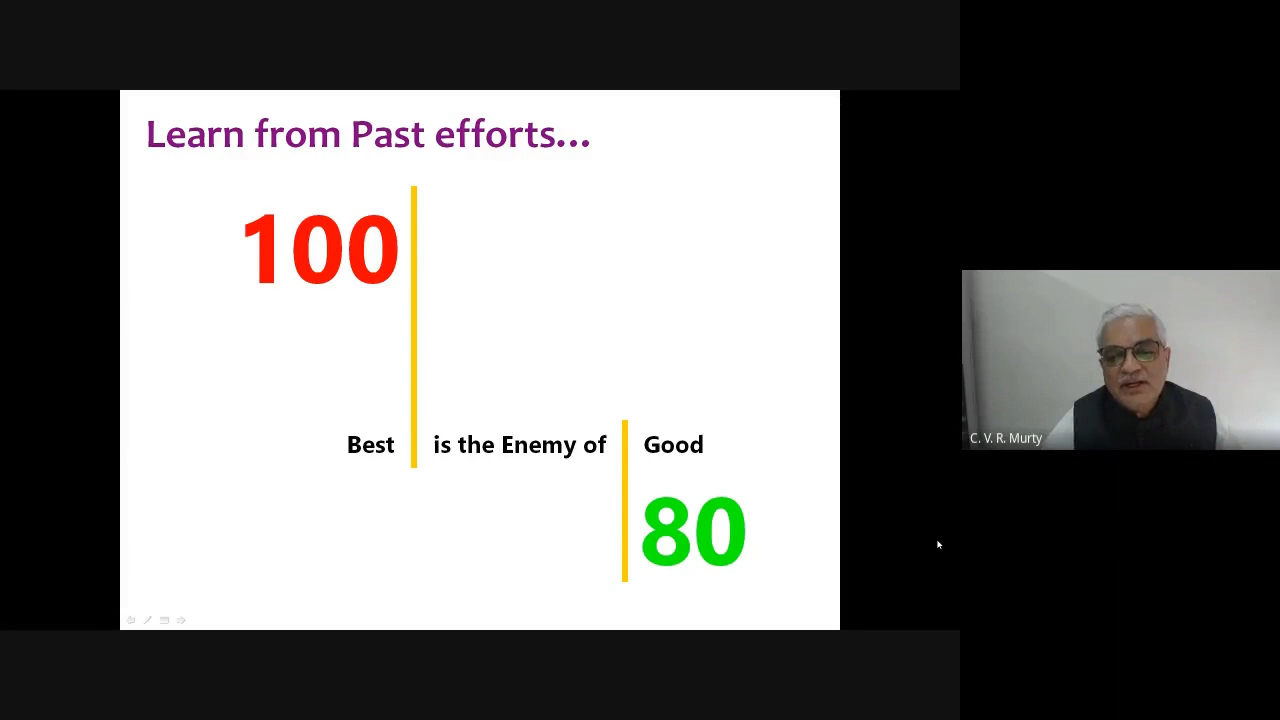 Learn from Past efforts...
100
Best is the Enemy of Good
80
C. V. R. Murty